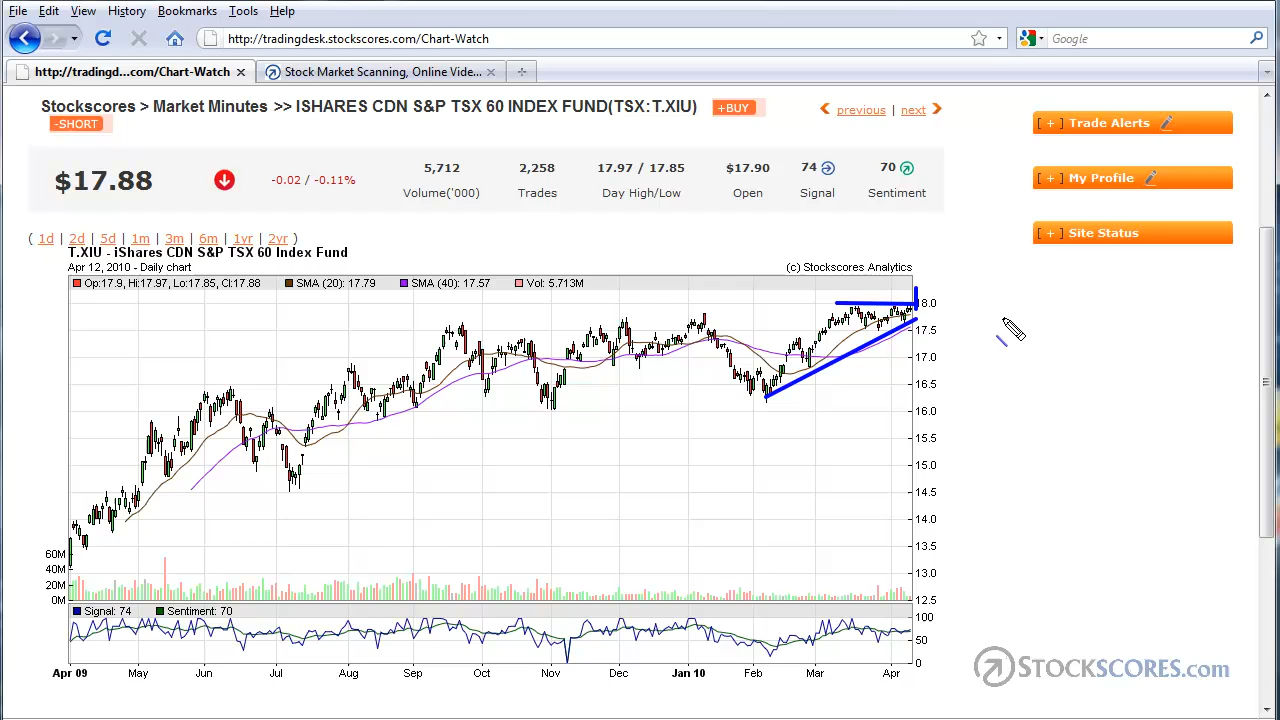 File Edit View History Bookmarks Tools Help
http://tradingdesk.stockscores.com/Chart-Watch
Google
http://tradingd...com/Chart-Watch
Stock Market Scanning, Online Vide...
Stockscores > Market Minutes >> ISHARES CDN S&P TSX 60 INDEX FUND(TSX:T.XIU) +BUY
-SHORT
previous | next
[ + ] Trade Alerts
[ + ] My Profile
[ + ] Site Status
$17.88 -0.02 / -0.11%
5,712 2,258 17.97 / 17.85 $17.90 74 70
Volume('000) Trades Day High/Low Open Signal Sentiment
( 1d | 2d | 5d | 1m | 3m | 6m | 1yr | 2yr )
T.XIU - iShares CDN S&P TSX 60 Index Fund
Apr 12, 2010 - Daily chart (c) Stockscores Analytics
Op:17.9, Hi:17.97, Lo:17.85, Cl:17.88 SMA (20): 17.79 SMA (40): 17.57 Vol: 5.713M
18.0
17.5
17.0
16.5
16.0
15.5
15.0
14.5
14.0
13.5
13.0
12.5
60M
40M
20M
0M
Signal: 74 Sentiment: 70
100
50
0
Apr 09 May Jun Jul Aug Sep Oct Nov Dec Jan 10 Feb Mar Apr
STOCKSCORES.com